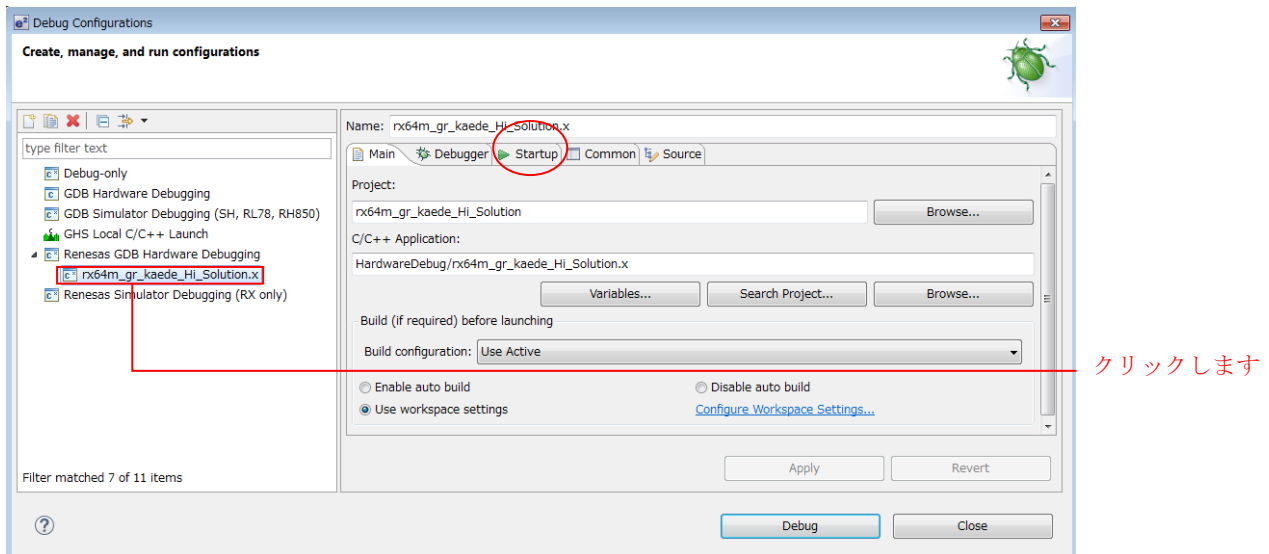 Debug Configurations
Create, manage, and run configurations
Name: rx64m_gr_kaede_Hi_Solution.x
type filter text
Main Debugger Startup Common Source
Debug-only
GDB Hardware Debugging
GDB Simulator Debugging (SH, RL78, RH850)
GHS Local C/C++ Launch
Renesas GDB Hardware Debugging
rx64m_gr_kaede_Hi_Solution.x
Renesas Simulator Debugging (RX only)
Filter matched 7 of 11 items
Project:
rx64m_gr_kaede_Hi_Solution
Browse...
C/C++ Application:
HardwareDebug/rx64m_gr_kaede_Hi_Solution.x
Variables... Search Project... Browse...
Build (if required) before launching
Build configuration: Use Active
Enable auto build Disable auto build
Use workspace settings Configure Workspace Settings...
Apply Revert
Debug Close
クリックします